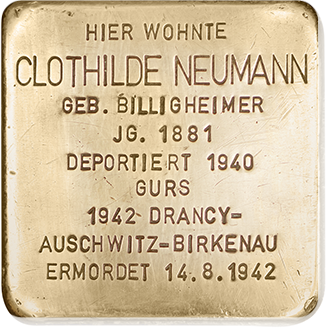 HIER WOHNTE
CLOTHILDE NEUMANN
GEB. BILLIGHEIMER
JG. 1881
DEPORTIERT 1940
GURS
1942 DRANCY-
AUSCHWITZ-BIRKENAU
ERMORDET 14.8.1942